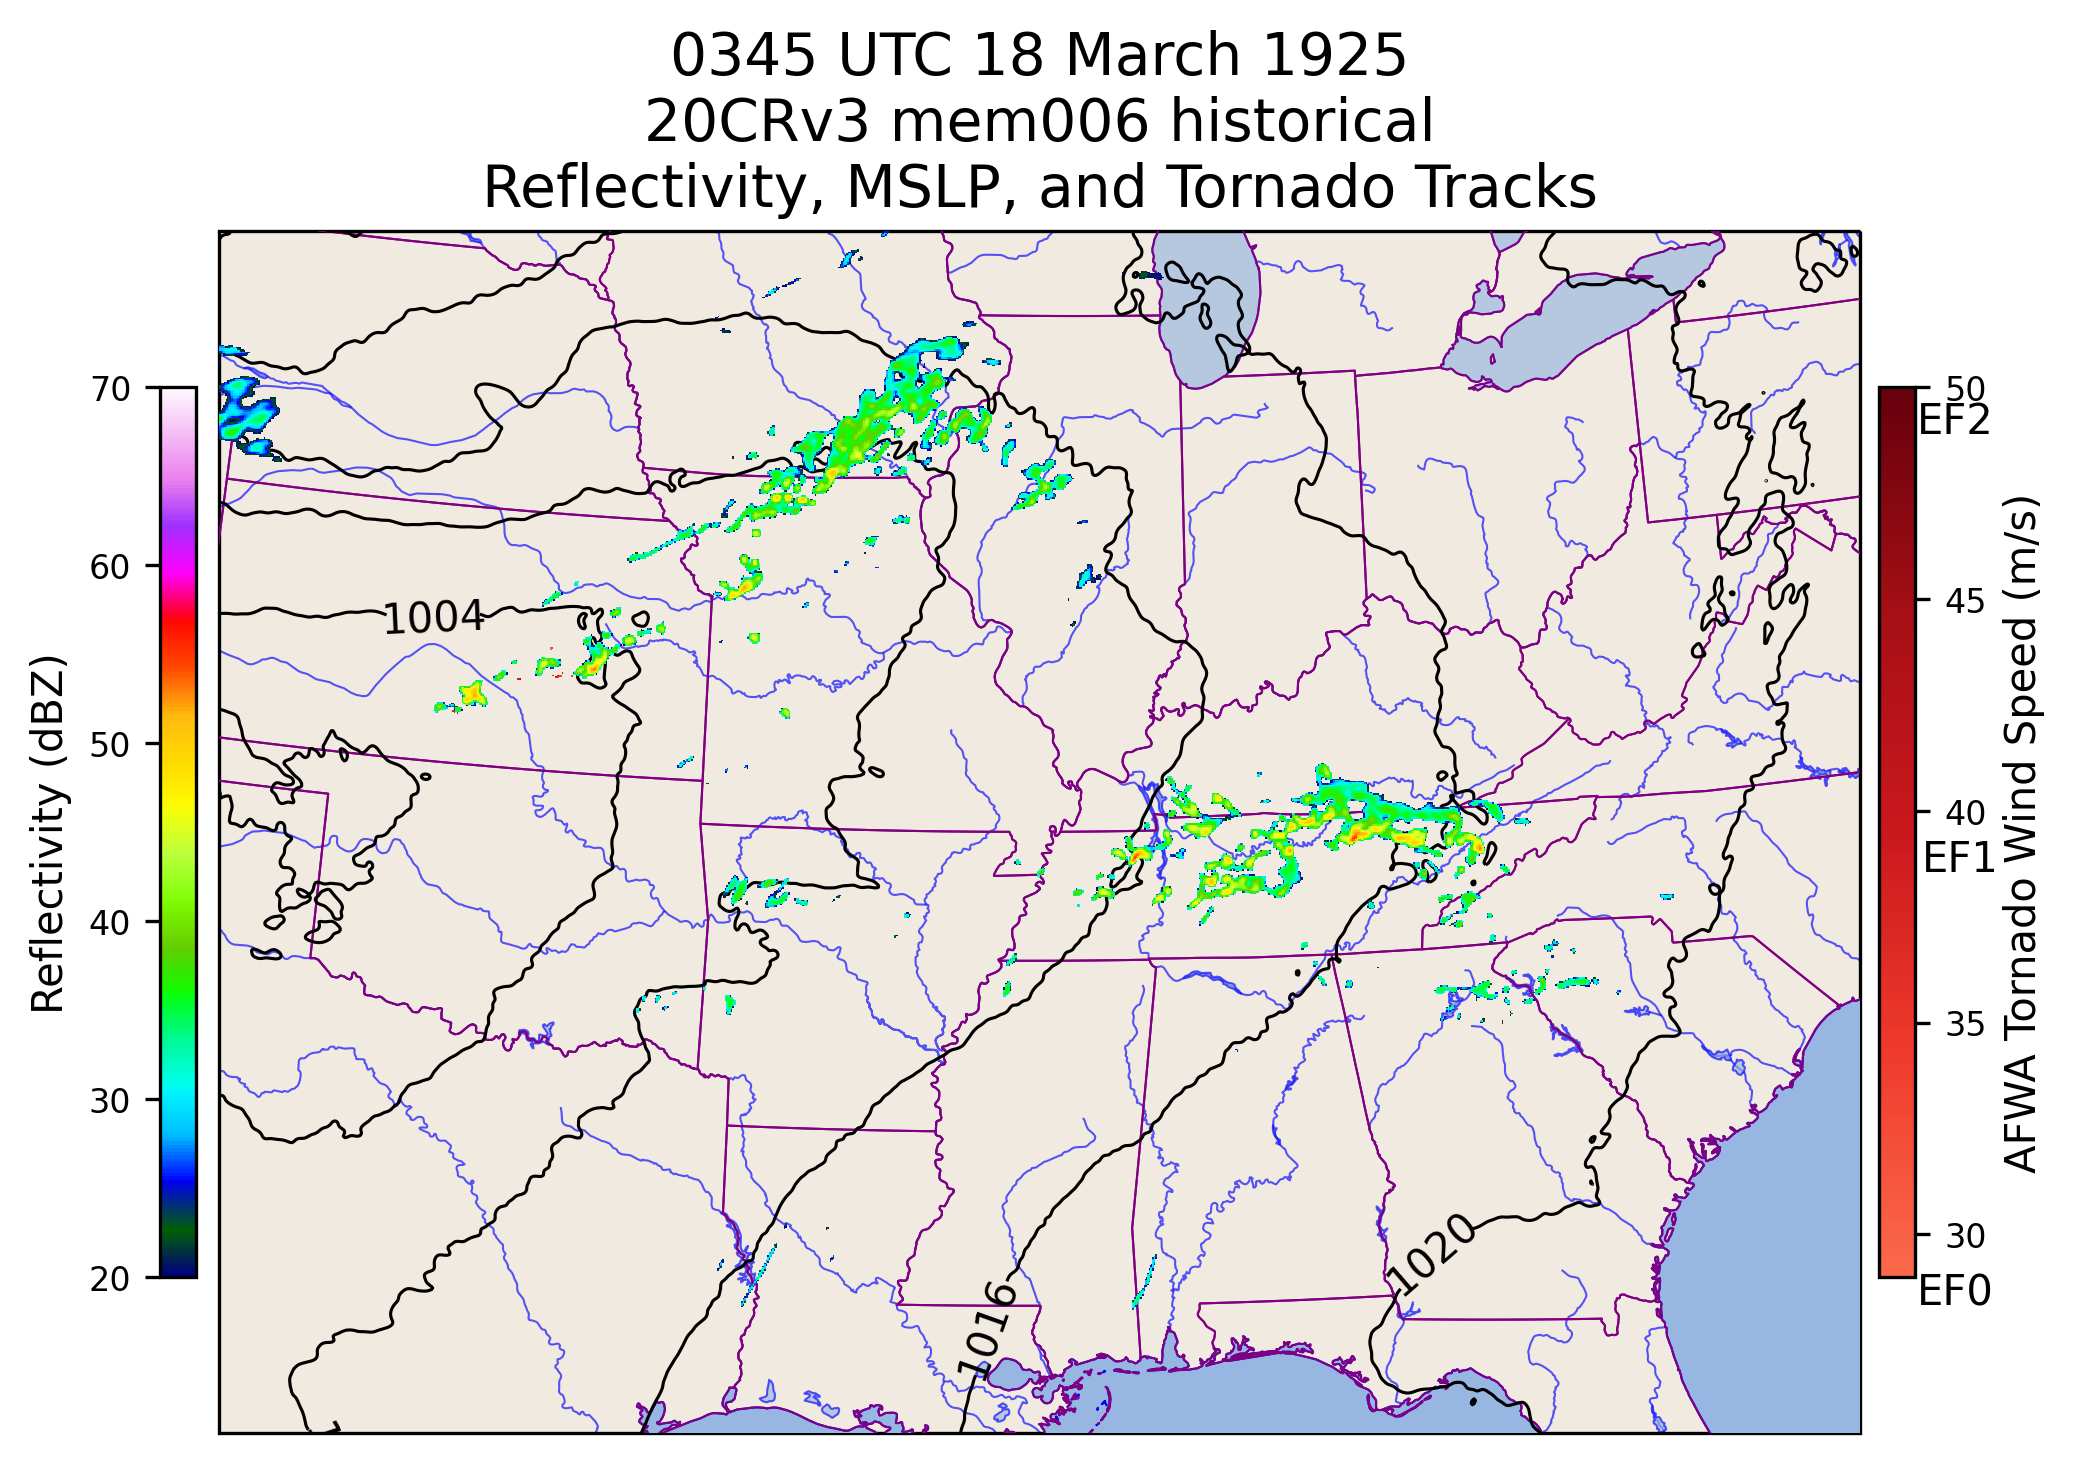 0345 UTC 18 March 1925
20CRv3 mem006 historical
Reflectivity, MSLP, and Tornado Tracks
Reflectivity (dBZ)
70
60
50
40
30
20
1004
1016
1020
50
EF2
45
40
EF1
35
30
EF0
AFWA Tornado Wind Speed (m/s)